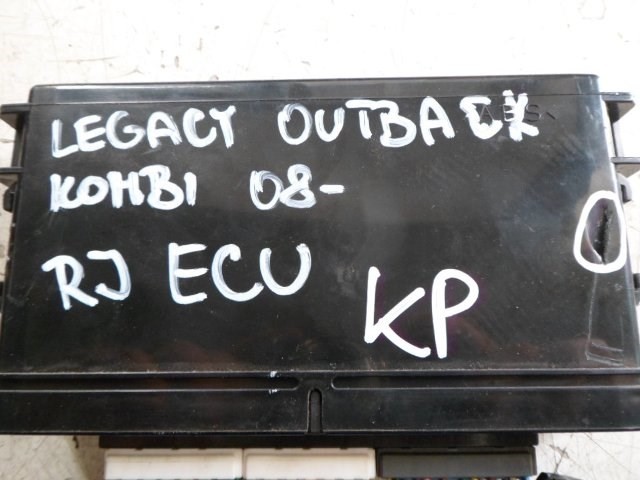 LEGACY OUTBACK
KOMBI 08-
RJ ECU
KP